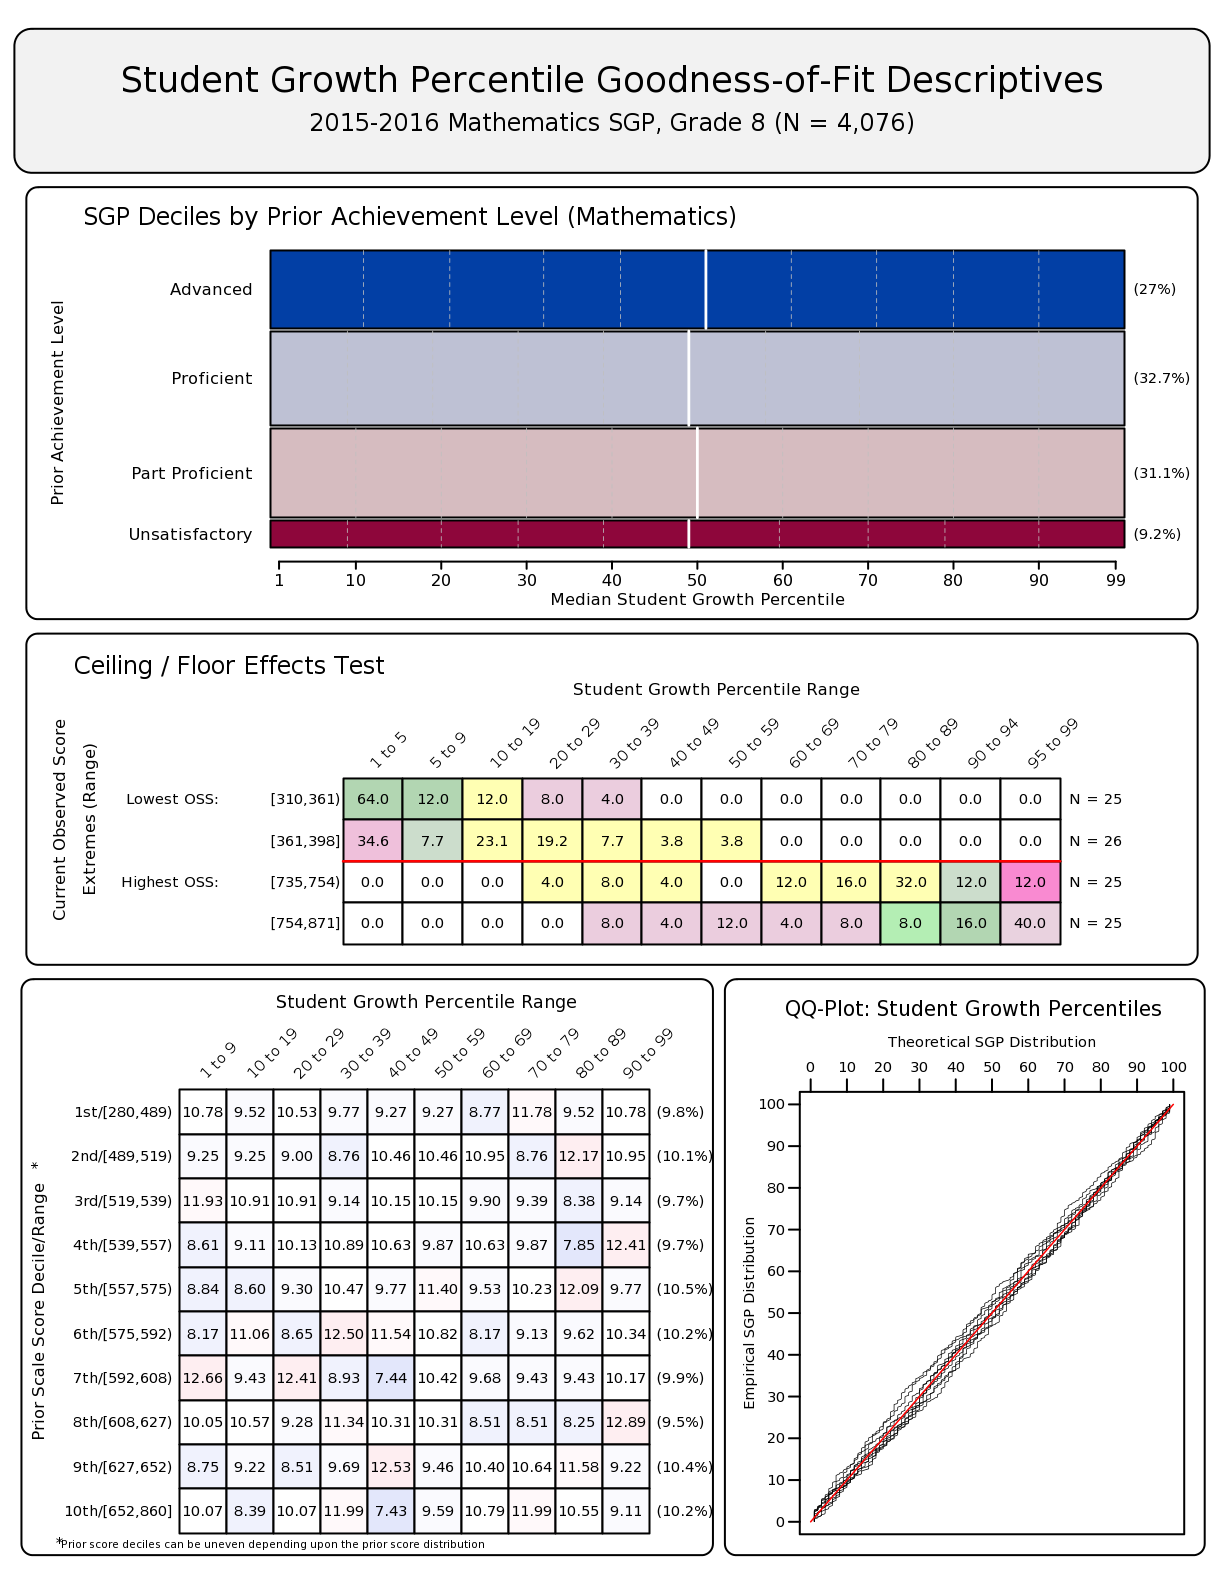 Student Growth Percentile Goodness-of-Fit Descriptives
2015-2016 Mathematics SGP, Grade 8 (N = 4,076)
SGP Deciles by Prior Achievement Level (Mathematics)
Prior Achievement Level
Advanced (27%)
Proficient (32.7%)
Part Proficient (31.1%)
Unsatisfactory (9.2%)
1 10 20 30 40 50 60 70 80 90 99
Median Student Growth Percentile
Ceiling / Floor Effects Test
Student Growth Percentile Range
Current Observed Score
Extremes (Range)
1 to 5 5 to 9 10 to 19 20 to 29 30 to 39 40 to 49 50 to 59 60 to 69 70 to 79 80 to 89 90 to 94 95 to 99
Lowest OSS: [310,361) 64.0 12.0 12.0 8.0 4.0 0.0 0.0 0.0 0.0 0.0 0.0 0.0 N = 25
[361,398] 34.6 7.7 23.1 19.2 7.7 3.8 3.8 0.0 0.0 0.0 0.0 0.0 N = 26
Highest OSS: [735,754) 0.0 0.0 0.0 4.0 8.0 4.0 0.0 12.0 16.0 32.0 12.0 12.0 N = 25
[754,871] 0.0 0.0 0.0 0.0 8.0 4.0 12.0 4.0 8.0 8.0 16.0 40.0 N = 25
Student Growth Percentile Range
Prior Scale Score Decile/Range *
1 to 9 10 to 19 20 to 29 30 to 39 40 to 49 50 to 59 60 to 69 70 to 79 80 to 89 90 to 99
1st/[280,489) 10.78 9.52 10.53 9.77 9.27 9.27 8.77 11.78 9.52 10.78 (9.8%)
2nd/[489,519) 9.25 9.25 9.00 8.76 10.46 10.46 10.95 8.76 12.17 10.95 (10.1%)
3rd/[519,539) 11.93 10.91 10.91 9.14 10.15 10.15 9.90 9.39 8.38 9.14 (9.7%)
4th/[539,557) 8.61 9.11 10.13 10.89 10.63 9.87 10.63 9.87 7.85 12.41 (9.7%)
5th/[557,575) 8.84 8.60 9.30 10.47 9.77 11.40 9.53 10.23 12.09 9.77 (10.5%)
6th/[575,592) 8.17 11.06 8.65 12.50 11.54 10.82 8.17 9.13 9.62 10.34 (10.2%)
7th/[592,608) 12.66 9.43 12.41 8.93 7.44 10.42 9.68 9.43 9.43 10.17 (9.9%)
8th/[608,627) 10.05 10.57 9.28 11.34 10.31 10.31 8.51 8.51 8.25 12.89 (9.5%)
9th/[627,652) 8.75 9.22 8.51 9.69 12.53 9.46 10.40 10.64 11.58 9.22 (10.4%)
10th/[652,860] 10.07 8.39 10.07 11.99 7.43 9.59 10.79 11.99 10.55 9.11 (10.2%)
*Prior score deciles can be uneven depending upon the prior score distribution
QQ-Plot: Student Growth Percentiles
Theoretical SGP Distribution
0 10 20 30 40 50 60 70 80 90 100
Empirical SGP Distribution
100
90
80
70
60
50
40
30
20
10
0